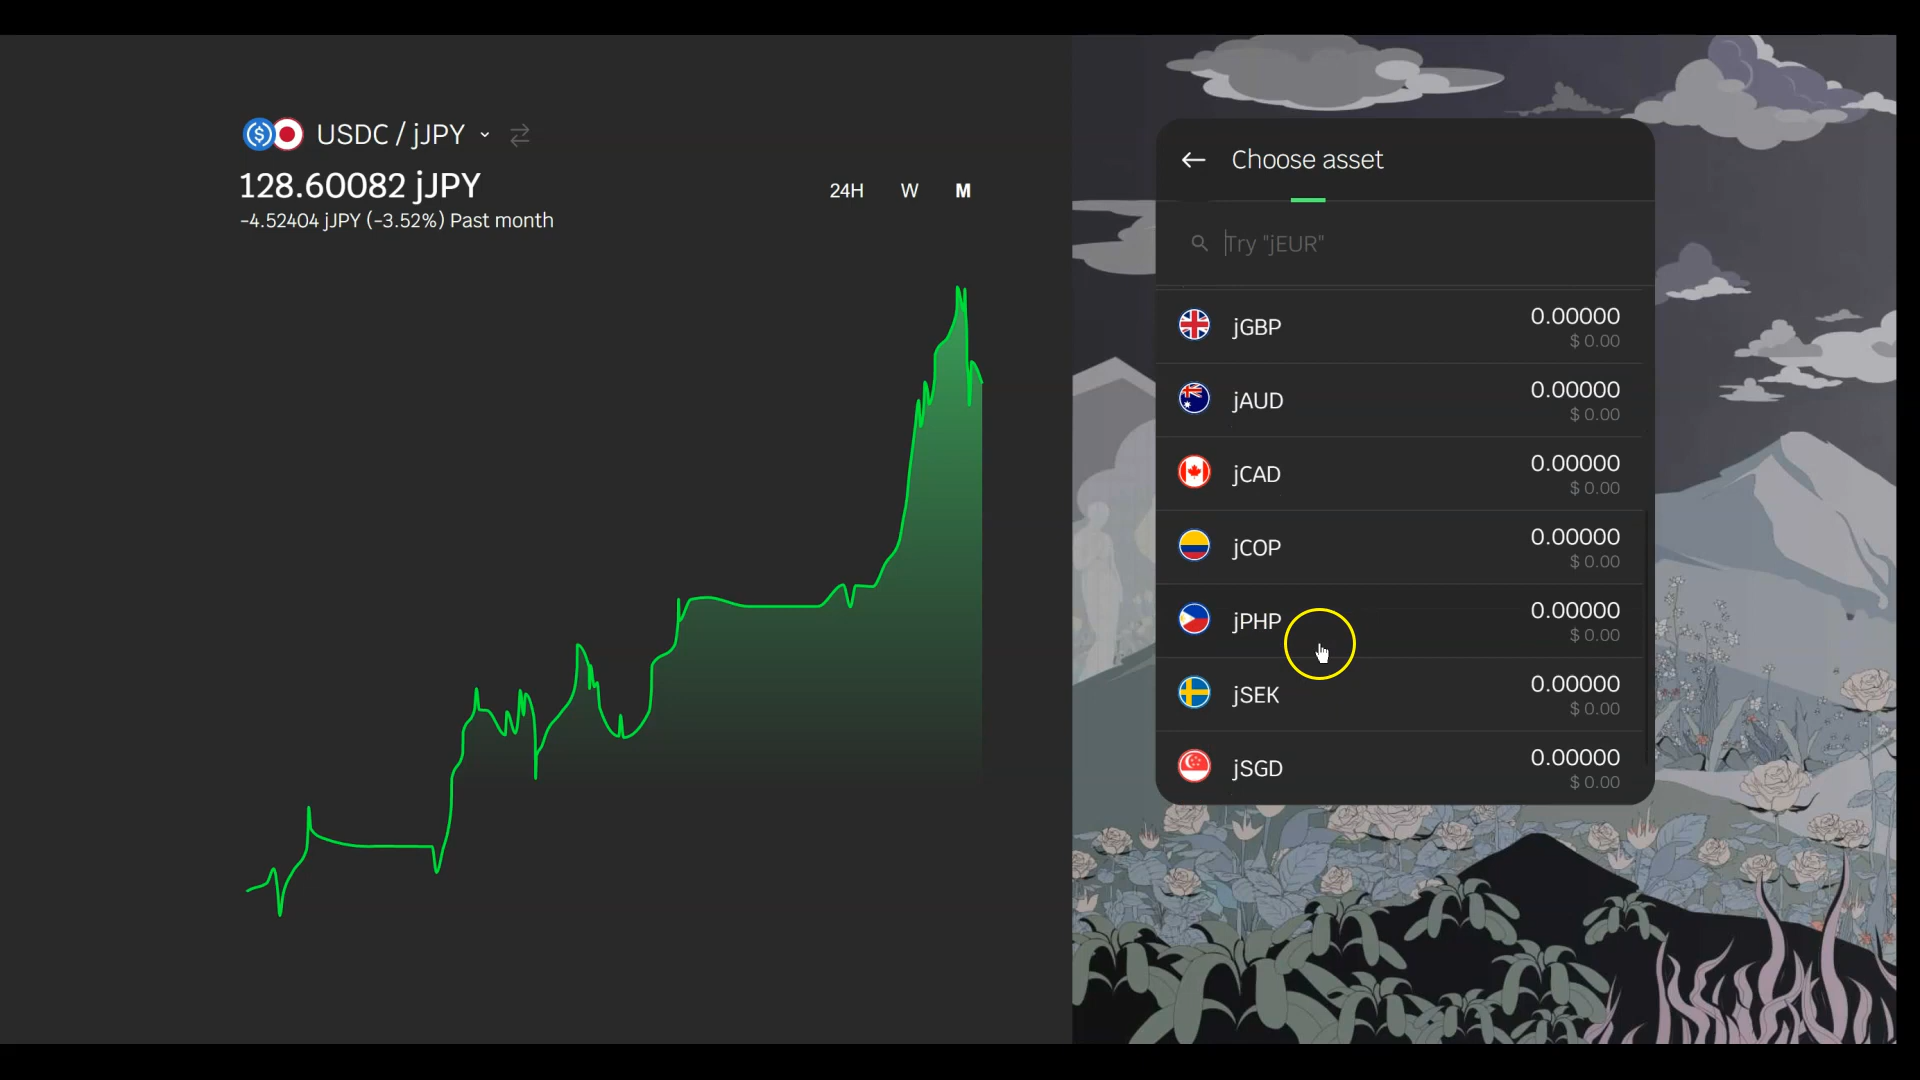 USDC / jJPY
128.60082 jJPY
-4.52404 jJPY (-3.52%) Past month
24H W M
Choose asset
Try "jEUR"
jGBP 0.00000
$ 0.00
jAUD 0.00000
$ 0.00
jCAD 0.00000
$ 0.00
jCOP 0.00000
$ 0.00
jPHP 0.00000
$ 0.00
jSEK 0.00000
$ 0.00
jSGD 0.00000
$ 0.00